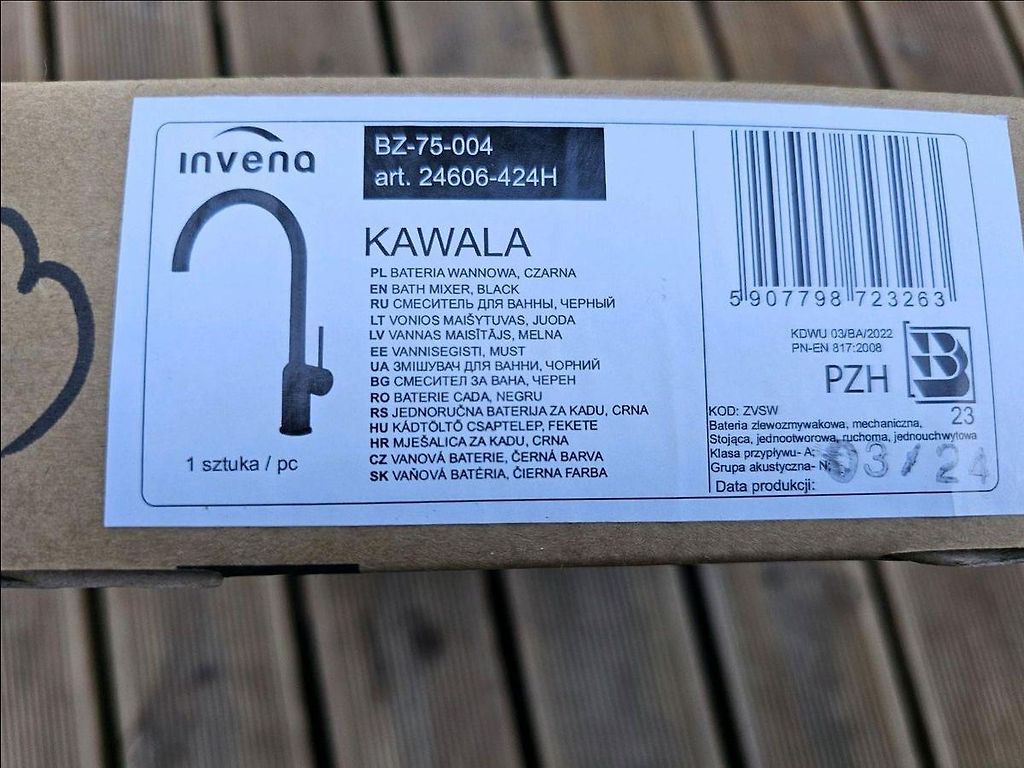 invena
BZ-75-004
art. 24606-424H
KAWALA
PL BATERIA WANNOWA, CZARNA
EN BATH MIXER, BLACK
RU СМЕСИТЕЛЬ ДЛЯ ВАННЫ, ЧЕРНЫЙ
LT VONIOS MAIŠYTUVAS, JUODA
LV VANNAS MAISĪTĀJS, MELNA
EE VANNISEGISTI, MUST
UA ЗМІШУВАЧ ДЛЯ ВАННИ, ЧОРНИЙ
BG СМЕСИТЕЛ ЗА ВАНА, ЧЕРЕН
RO BATERIE CADA, NEGRU
RS JEDNORUČNA BATERIJA ZA KADU, CRNA
HU KÁDTÖLTŐ CSAPTELEP, FEKETE
HR MJEŠALICA ZA KADU, CRNA
CZ VANOVÁ BATERIE, ČERNÁ BARVA
SK VAŇOVÁ BATÉRIA, ČIERNA FARBA
1 sztuka / pc
5 907798 723263
KDWU 03/BA/2022
PN-EN 817:2008
PZH
B
23
KOD: ZVSW
Bateria zlewozmywakowa, mechaniczna,
Stojąca, jednootworowa, ruchoma, jednouchwytowa
Klasa przypływu- A;
Grupa akustyczna- N;
Data produkcji:
03/24